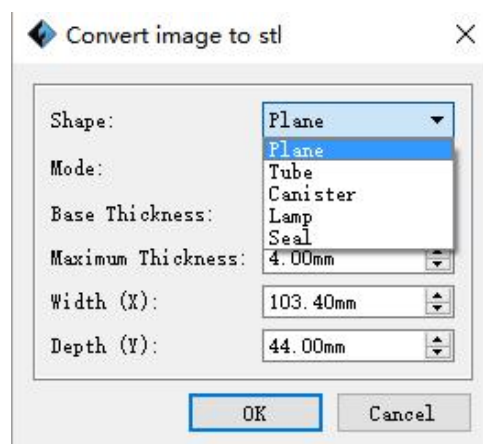 Convert image to stl
Shape: Plane
Plane
Mode: Tube
Canister
Base Thickness: Lamp
Seal
Maximum Thickness: 4.00mm
Width (X): 103.40mm
Depth (Y): 44.00mm
OK Cancel